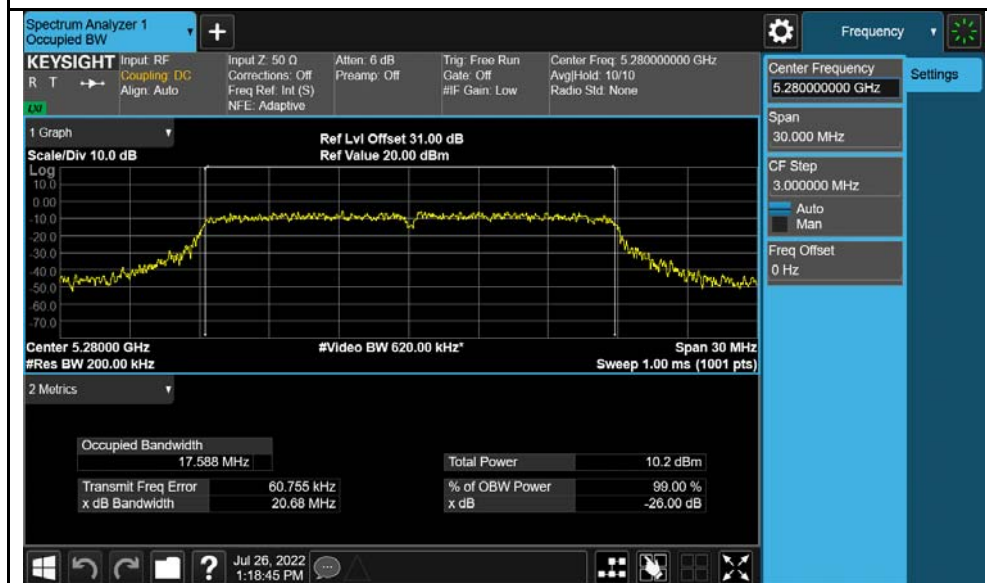 Spectrum Analyzer 1
Occupied BW
+
Frequency
KEYSIGHT
R T
LXI
Input: RF
Coupling: DC
Align: Auto
Input Z: 50 Ω
Corrections: Off
Freq Ref: Int (S)
NFE: Adaptive
Atten: 6 dB
Preamp: Off
Trig: Free Run
Gate: Off
#IF Gain: Low
Center Freq: 5.280000000 GHz
Avg|Hold: 10/10
Radio Std: None
Center Frequency
5.280000000 GHz
Settings
Span
30.000 MHz
CF Step
3.000000 MHz
Auto
Man
Freq Offset
0 Hz
1 Graph
Scale/Div 10.0 dB
Ref Lvl Offset 31.00 dB
Ref Value 20.00 dBm
Log
10.0
0.00
-10.0
-20.0
-30.0
-40.0
-50.0
-60.0
-70.0
Center 5.28000 GHz
#Res BW 200.00 kHz
#Video BW 620.00 kHz*
Span 30 MHz
Sweep 1.00 ms (1001 pts)
2 Metrics
Occupied Bandwidth
17.588 MHz
Total Power 10.2 dBm
Transmit Freq Error 60.755 kHz
% of OBW Power 99.00 %
x dB Bandwidth 20.68 MHz
x dB -26.00 dB
?
Jul 26, 2022
1:18:45 PM